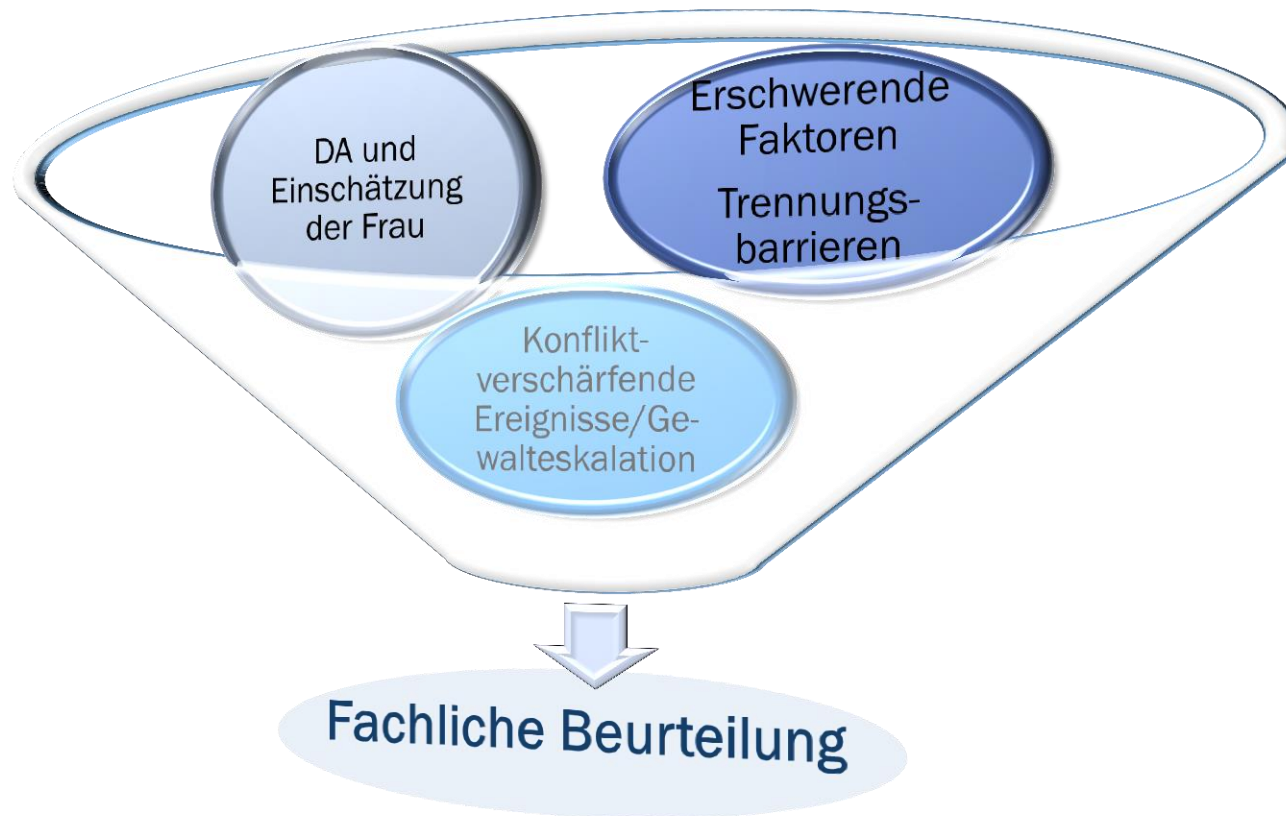 DA und
Einschätzung
der Frau
Erschwerende
Faktoren
Trennungs-
barrieren
Konflikt-
verschärfende
Ereignisse/Ge-
walteskalation
Fachliche Beurteilung